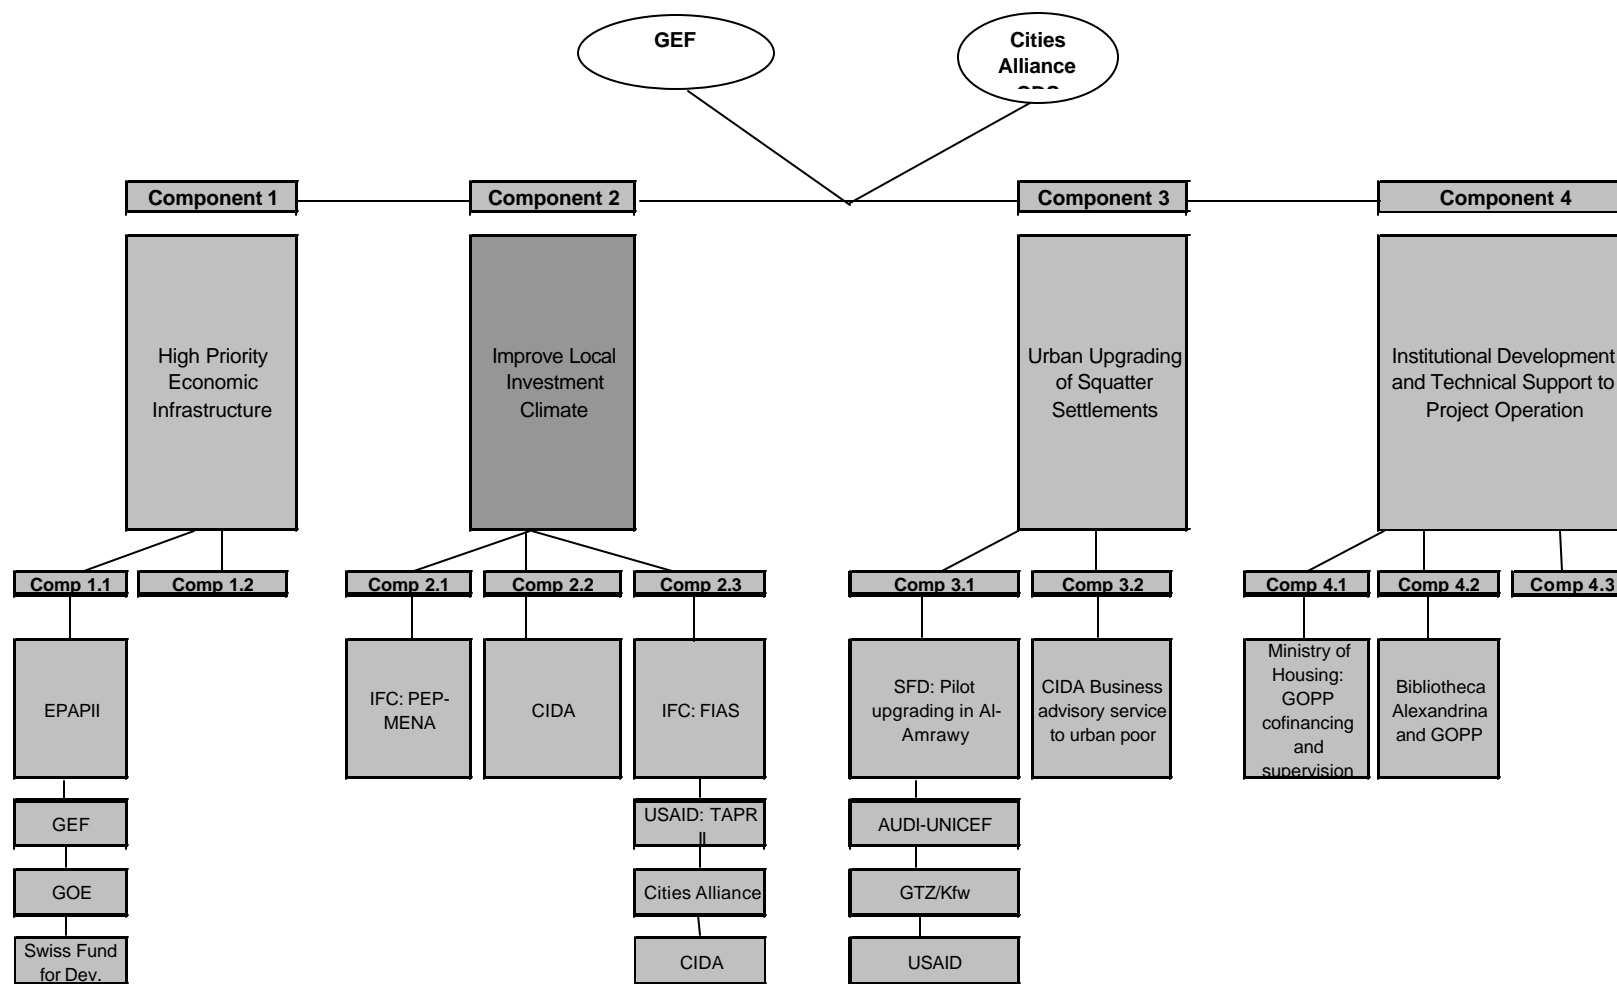 GEF
Cities
Alliance
Component 1
Component 2
Component 3
Component 4
High Priority
Economic
Infrastructure
Improve Local
Investment
Climate
Urban Upgrading
of Squatter
Settlements
Institutional Development
and Technical Support to
Project Operation
Comp 1.1
Comp 1.2
Comp 2.1
Comp 2.2
Comp 2.3
Comp 3.1
Comp 3.2
Comp 4.1
Comp 4.2
Comp 4.3
EPAPII
IFC: PEP-
MENA
CIDA
IFC: FIAS
SFD: Pilot
upgrading in Al-
Amrawy
CIDA Business
advisory service
to urban poor
Ministry of
Housing:
GOPP
cofinancing
and
supervision
Bibliotheca
Alexandrina
and GOPP
GEF
USAID: TAPR
II
AUDI-UNICEF
GOE
Cities Alliance
GTZ/Kfw
Swiss Fund
for Dev.
CIDA
USAID